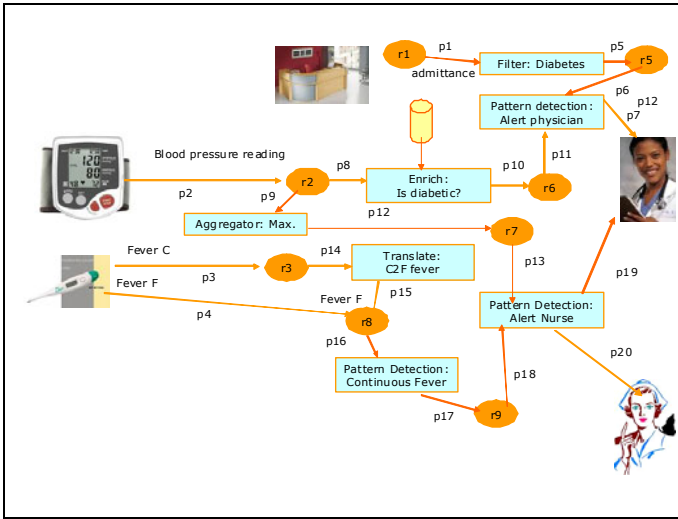 r1
p1
admittance
Filter: Diabetes
p5
r5
p6
p12
p7
Pattern detection:
Alert physician
Blood pressure reading
p2
120
80
r2
p8
Enrich:
Is diabetic?
p10
r6
p11
p9
p12
Aggregator: Max.
r7
Fever C
p3
r3
p14
Translate:
C2F fever
p13
Fever F
p4
Fever F
p15
r8
Pattern Detection:
Alert Nurse
p19
p16
Pattern Detection:
Continuous Fever
p18
p20
p17
r9